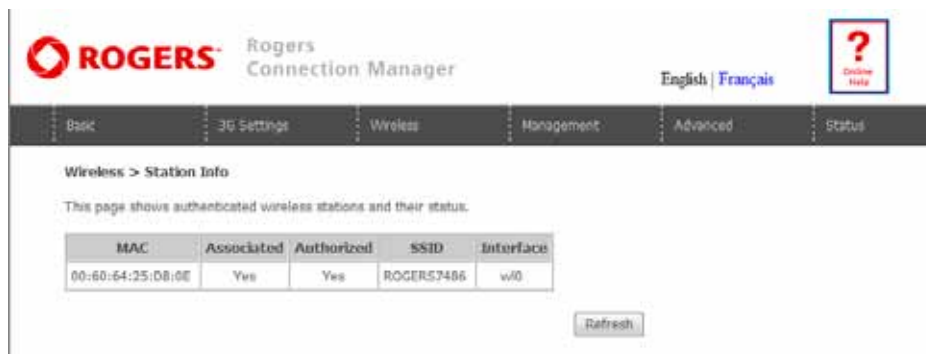 ROGERS
Rogers
Connection Manager
English | Français
?
Online
Help
Basic
3G Settings
Wireless
Management
Advanced
Status
Wireless > Station Info
This page shows authenticated wireless stations and their status.
MAC Associated Authorized SSID Interface
00:60:64:25:D8:0E Yes Yes ROGERS7486 wl0
Refresh